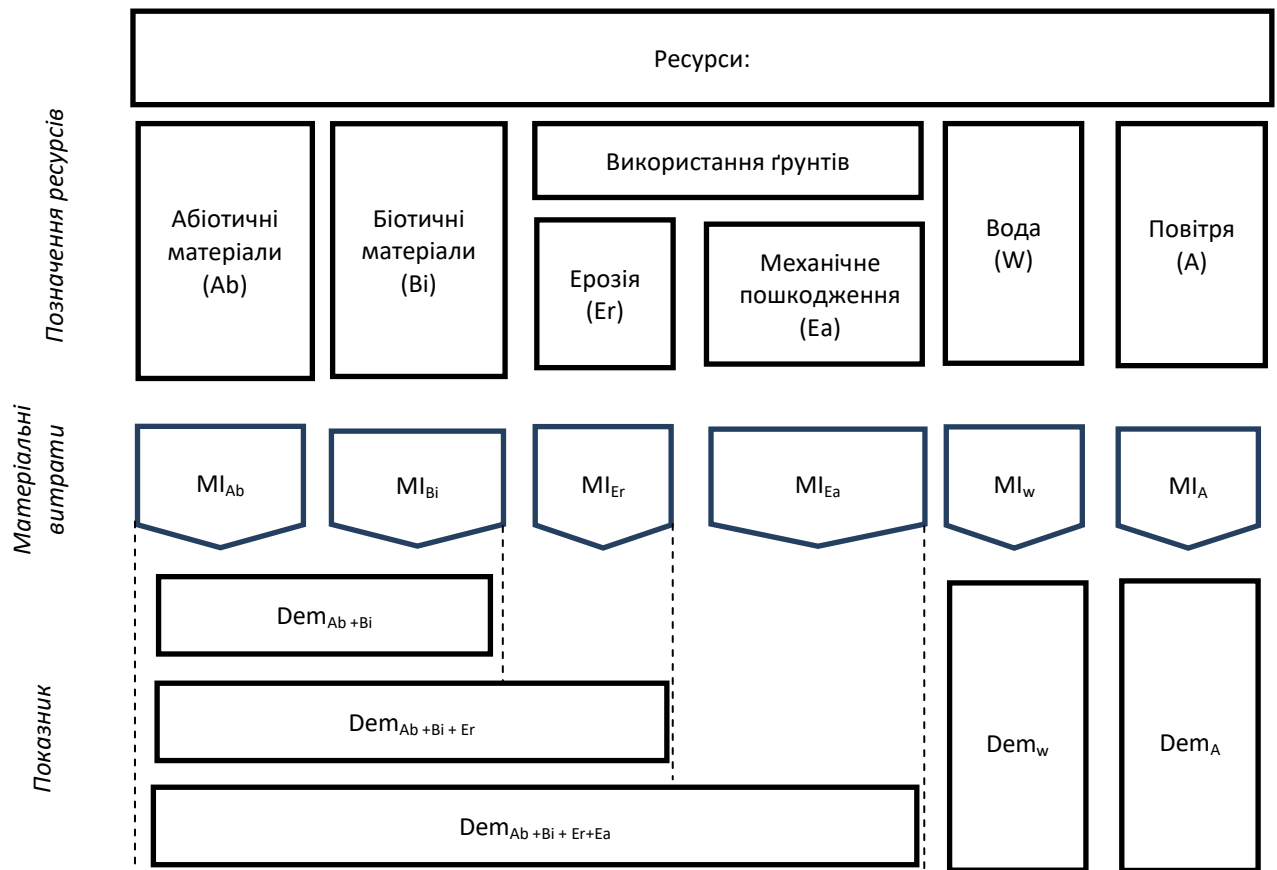 Ресурси:
Позначення ресурсів
Абіотичні
матеріали
(Ab)
Біотичні
матеріали
(Bi)
Використання ґрунтів
Ерозія
(Er)
Механічне
пошкодження
(Ea)
Вода
(W)
Повітря
(A)
Матеріальні
витрати
MIAb
MIBi
MIEr
MIEa
MIw
MIA
Показник
DemAb +Bi
DemAb +Bi + Er
DemAb +Bi + Er+Ea
Demw
DemA